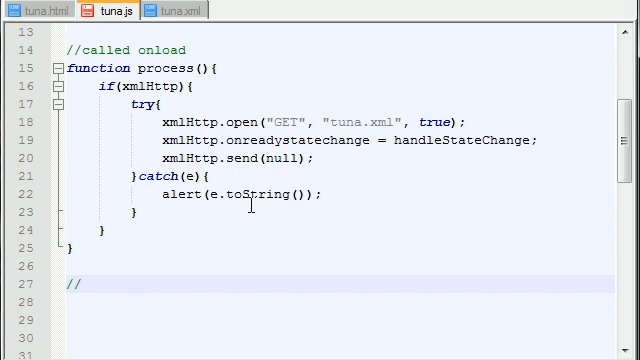 tuna.html tuna.js tuna.xml
13
14 //called onload
15 function process(){
16 if(xmlHttp){
17 try{
18 xmlHttp.open("GET", "tuna.xml", true);
19 xmlHttp.onreadystatechange = handleStateChange;
20 xmlHttp.send(null);
21 }catch(e){
22 alert(e.toString());
23 }
24 }
25 }
26
27 //
28
29
30
31